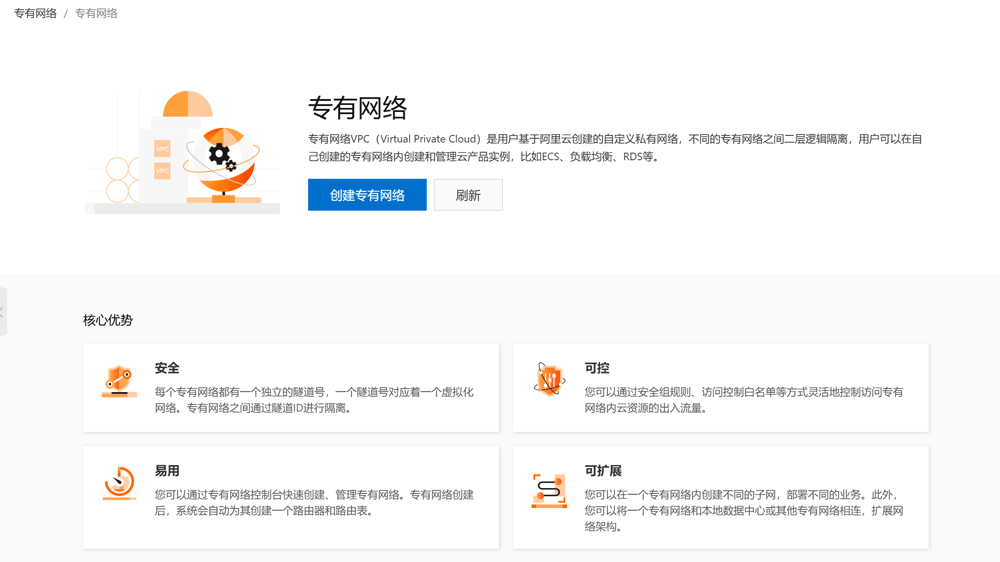 专有网络 / 专有网络
VPC
VPC
专有网络
专有网络VPC（Virtual Private Cloud）是用户基于阿里云创建的自定义私有网络，不同的专有网络之间二层逻辑隔离，用户可以在自
己创建的专有网络内创建和管理云产品实例，比如ECS、负载均衡、RDS等。
创建专有网络 刷新
核心优势
安全
每个专有网络都有一个独立的隧道号，一个隧道号对应着一个虚拟化
网络。专有网络之间通过隧道ID进行隔离。
可控
您可以通过安全组规则、访问控制白名单等方式灵活地控制访问专有
网络内云资源的出入流量。
易用
您可以通过专有网络控制台快速创建、管理专有网络。专有网络创建
后，系统会自动为其创建一个路由器和路由表。
可扩展
您可以在一个专有网络内创建不同的子网，部署不同的业务。此外，
您可以将一个专有网络和本地数据中心或其他专有网络相连，扩展网
络架构。